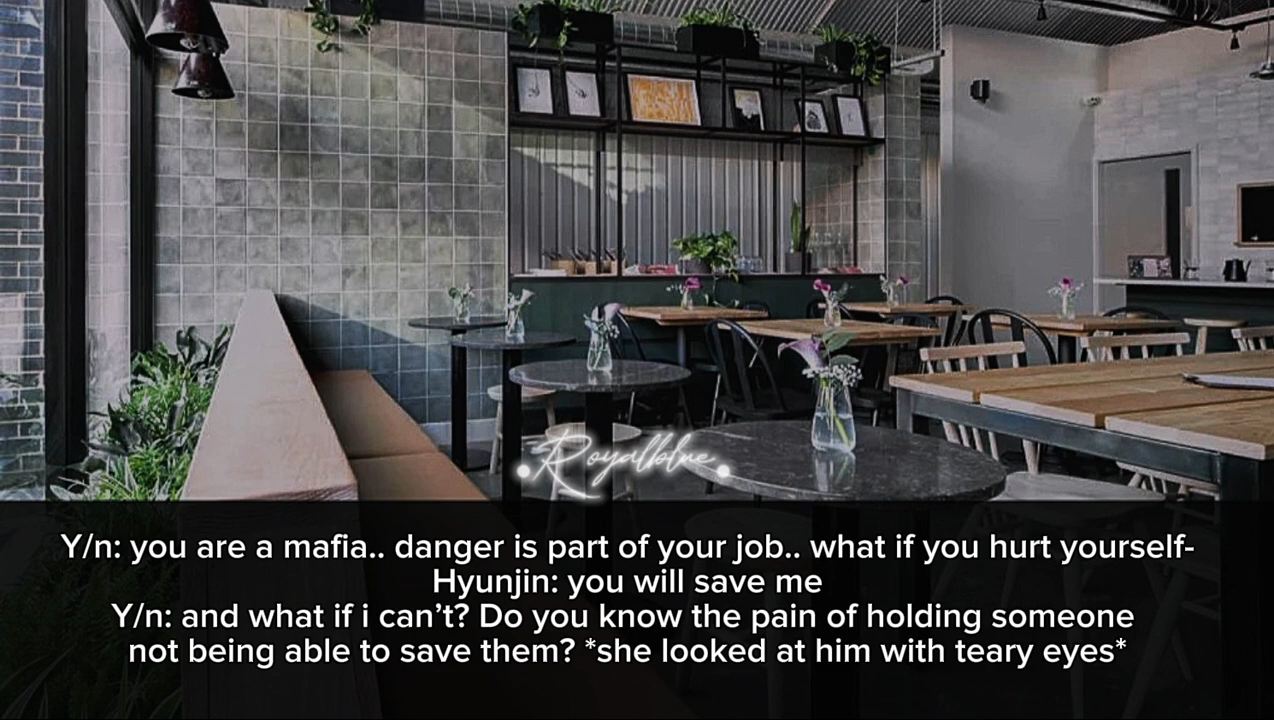 Royalblue
Y/n: you are a mafia.. danger is part of your job.. what if you hurt yourself-
Hyunjin: you will save me
Y/n: and what if i can’t? Do you know the pain of holding someone
not being able to save them? *she looked at him with teary eyes*